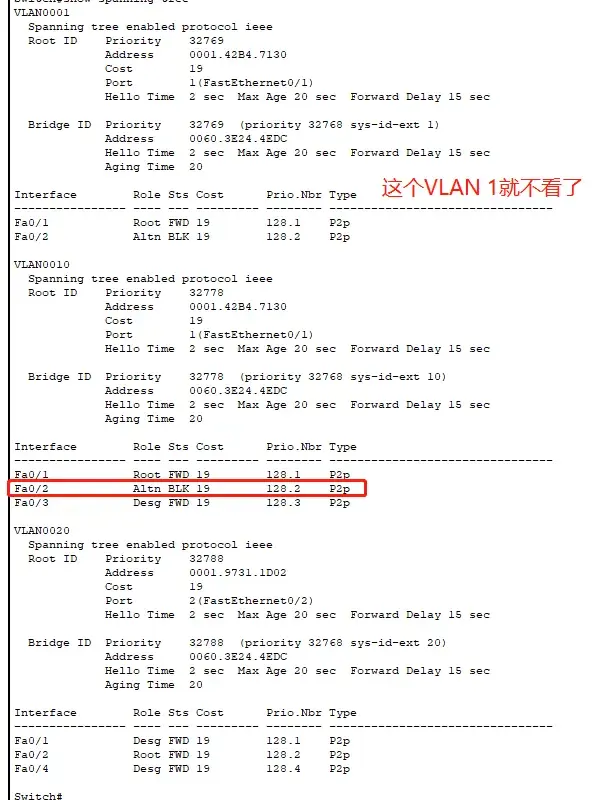 Switch#show spanning-tree
VLAN0001
Spanning tree enabled protocol ieee
Root ID Priority 32769
Address 0001.42B4.7130
Cost 19
Port 1(FastEthernet0/1)
Hello Time 2 sec Max Age 20 sec Forward Delay 15 sec
Bridge ID Priority 32769 (priority 32768 sys-id-ext 1)
Address 0060.3E24.4EDC
Hello Time 2 sec Max Age 20 sec Forward Delay 15 sec
Aging Time 20
这个VLAN 1就不看了
Interface Role Sts Cost Prio.Nbr Type
---------------- ---- --- --------- -------- --------------------------------
Fa0/1 Root FWD 19 128.1 P2p
Fa0/2 Altn BLK 19 128.2 P2p
VLAN0010
Spanning tree enabled protocol ieee
Root ID Priority 32778
Address 0001.42B4.7130
Cost 19
Port 1(FastEthernet0/1)
Hello Time 2 sec Max Age 20 sec Forward Delay 15 sec
Bridge ID Priority 32778 (priority 32768 sys-id-ext 10)
Address 0060.3E24.4EDC
Hello Time 2 sec Max Age 20 sec Forward Delay 15 sec
Aging Time 20
Interface Role Sts Cost Prio.Nbr Type
---------------- ---- --- --------- -------- --------------------------------
Fa0/1 Root FWD 19 128.1 P2p
Fa0/2 Altn BLK 19 128.2 P2p
Fa0/3 Desg FWD 19 128.3 P2p
VLAN0020
Spanning tree enabled protocol ieee
Root ID Priority 32788
Address 0001.9731.1D02
Cost 19
Port 2(FastEthernet0/2)
Hello Time 2 sec Max Age 20 sec Forward Delay 15 sec
Bridge ID Priority 32788 (priority 32768 sys-id-ext 20)
Address 0060.3E24.4EDC
Hello Time 2 sec Max Age 20 sec Forward Delay 15 sec
Aging Time 20
Interface Role Sts Cost Prio.Nbr Type
---------------- ---- --- --------- -------- --------------------------------
Fa0/1 Desg FWD 19 128.1 P2p
Fa0/2 Root FWD 19 128.2 P2p
Fa0/4 Desg FWD 19 128.4 P2p
Switch#